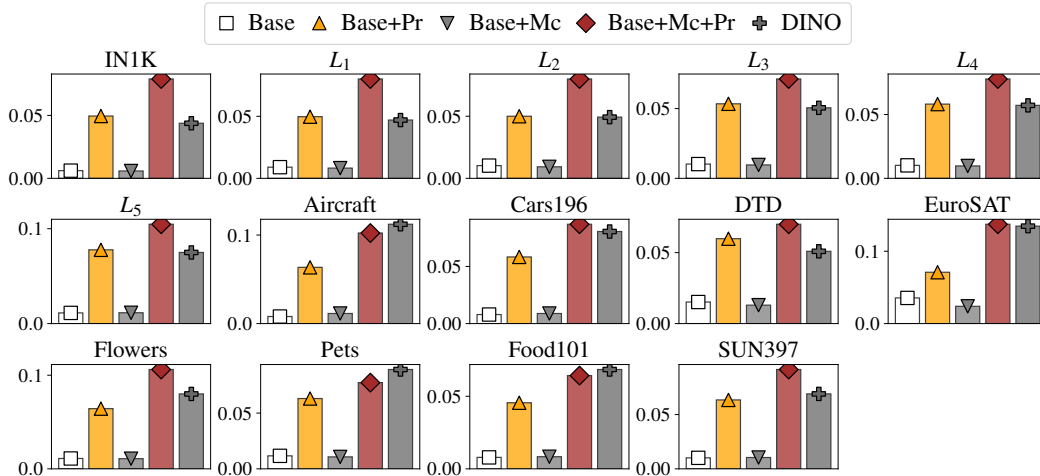 Base Base+Pr Base+Mc Base+Mc+Pr DINO
IN1K L1 L2 L3 L4
0.05 0.05 0.05 0.05 0.05
0.00 0.00 0.00 0.00 0.00
L5 Aircraft Cars196 DTD EuroSAT
0.1 0.1 0.05 0.05 0.1
0.0 0.0 0.00 0.00 0.0
Flowers Pets Food101 SUN397
0.1 0.05 0.05 0.05
0.0 0.00 0.00 0.00